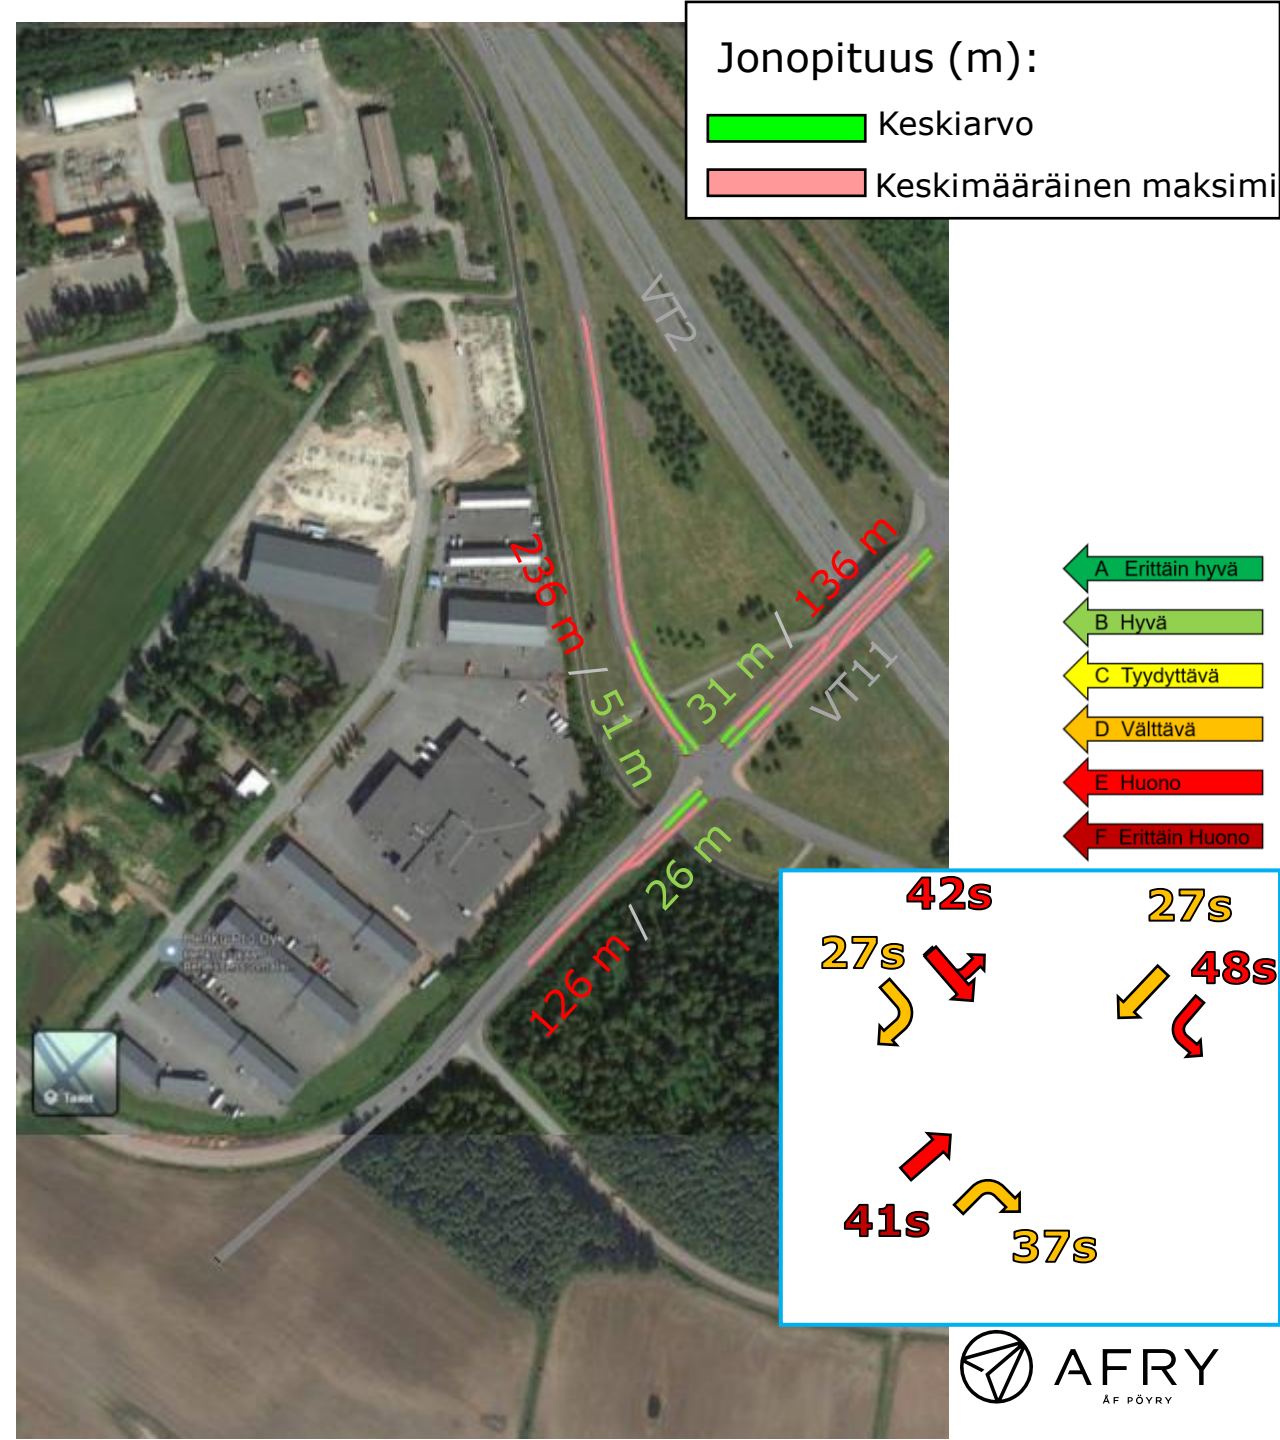 Jonopituus (m):
Keskiarvo
Keskimääräinen maksimi
VT2
236 m / 51 m
31 m / 136 m
VT11
126 m / 26 m
A Erittäin hyvä
B Hyvä
C Tyydyttävä
D Välttävä
E Huono
F Erittäin Huono
42s
27s
27s
48s
41s
37s
Tasot
AFRY
ÅF PÖYRY